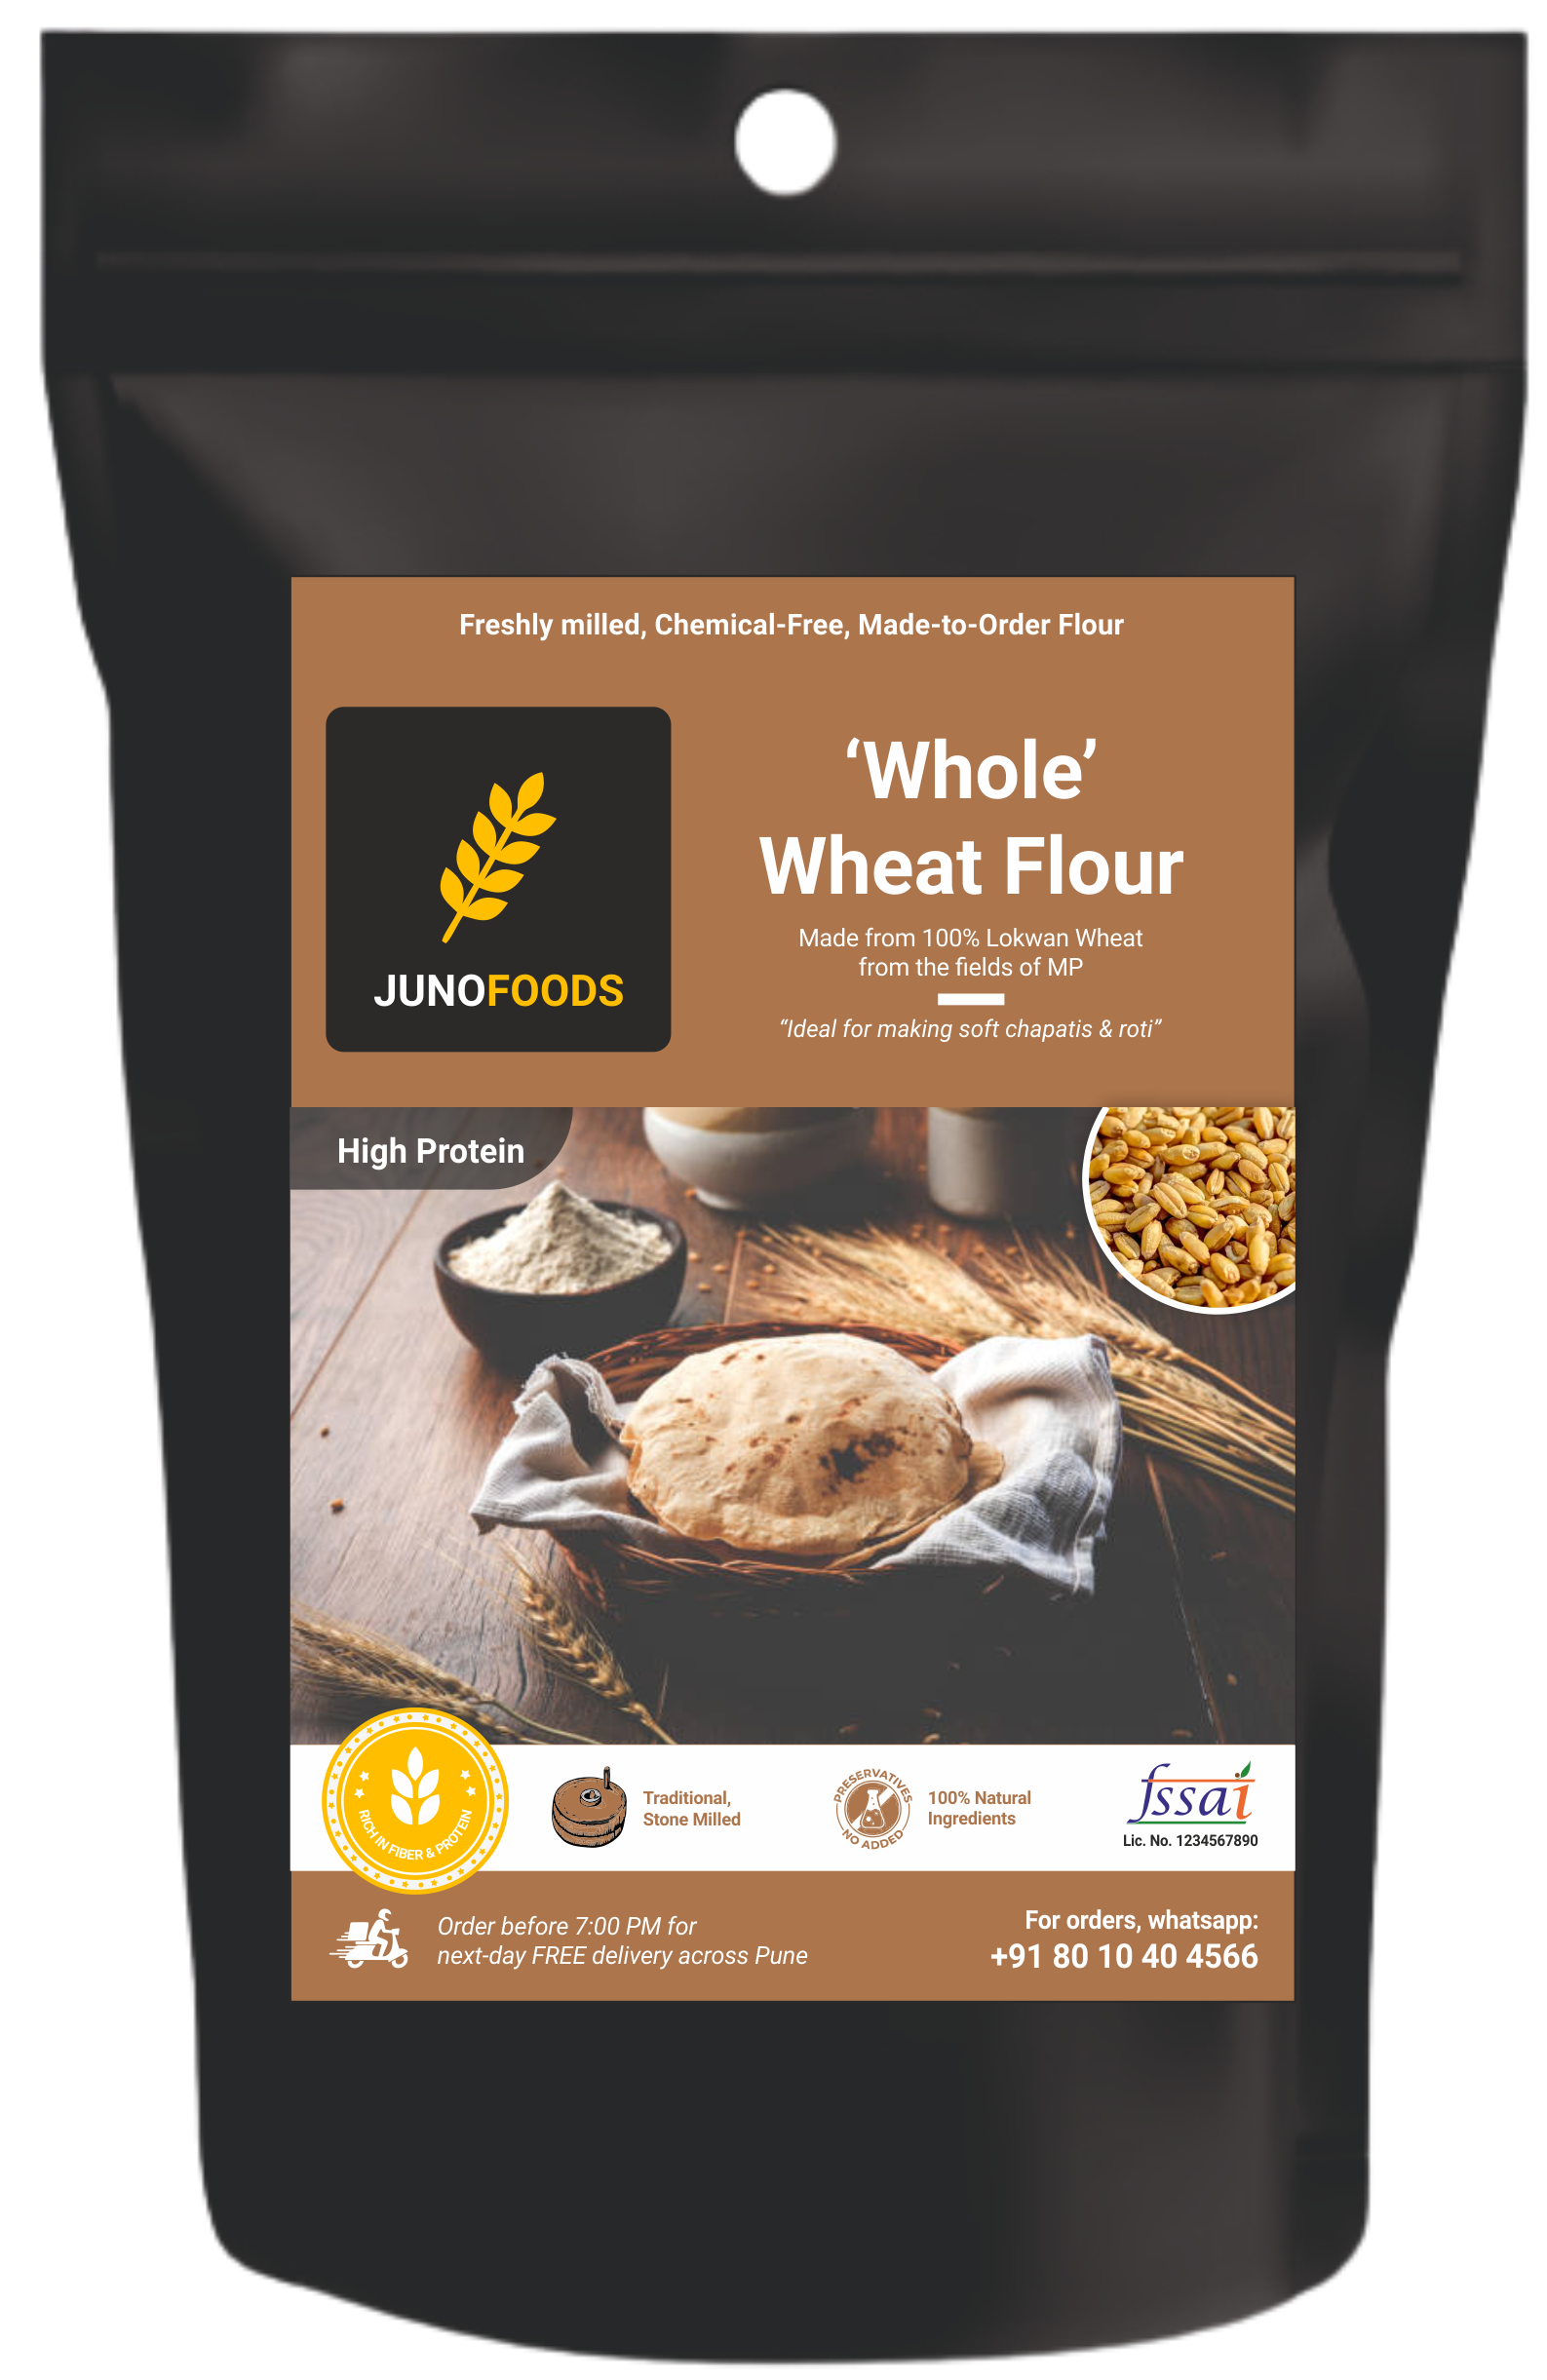 Freshly milled, Chemical-Free, Made-to-Order Flour
JUNOFOODS
‘Whole’
Wheat Flour
Made from 100% Lokwan Wheat
from the fields of MP
“Ideal for making soft chapatis & roti”
High Protein
RICH IN FIBER & PROTEIN
Traditional,
Stone Milled
PRESERVATIVES
NO ADDED
100% Natural
Ingredients
fssai
Lic. No. 1234567890
Order before 7:00 PM for
next-day FREE delivery across Pune
For orders, whatsapp:
+91 80 10 40 4566